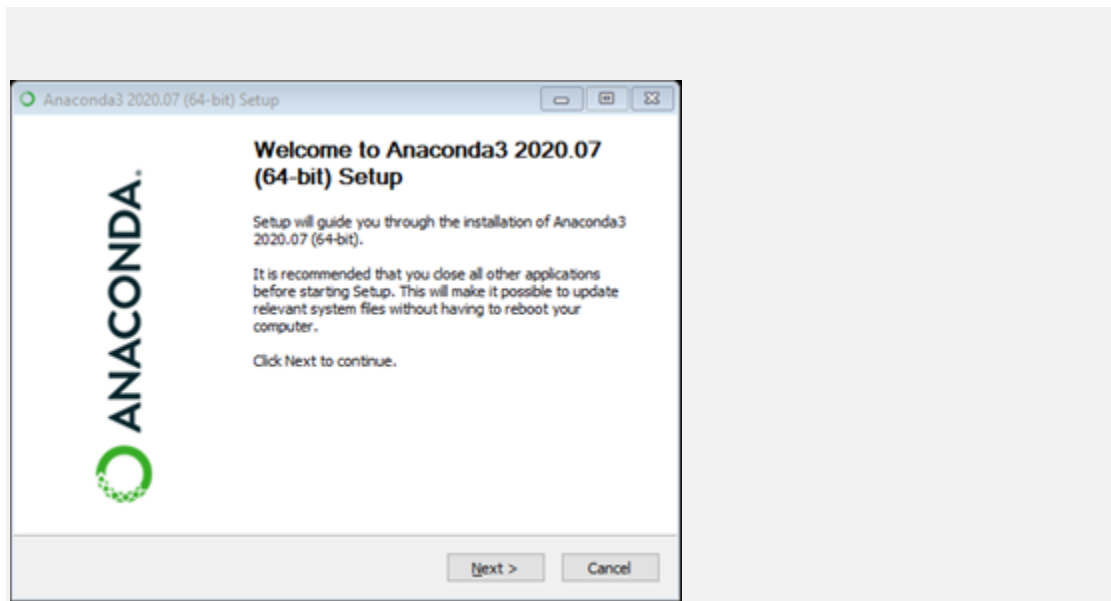 Anaconda3 2020.07 (64-bit) Setup
Welcome to Anaconda3 2020.07
(64-bit) Setup
ANACONDA.
Setup will guide you through the installation of Anaconda3
2020.07 (64-bit).
It is recommended that you close all other applications
before starting Setup. This will make it possible to update
relevant system files without having to reboot your
computer.
Click Next to continue.
Next >
Cancel